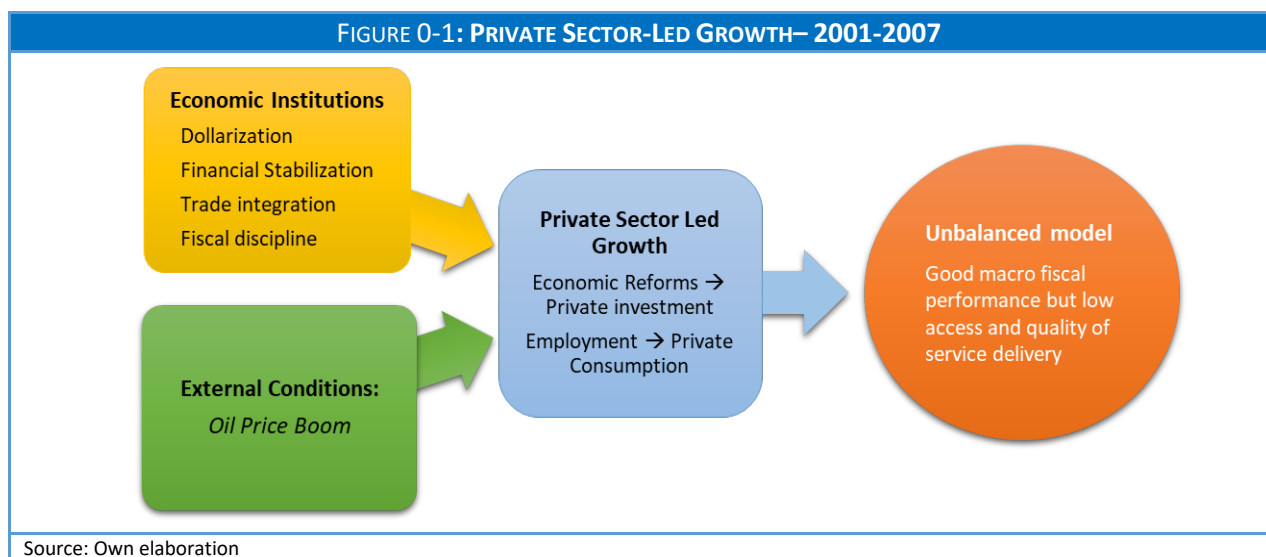 FIGURE 0-1: PRIVATE SECTOR-LED GROWTH– 2001-2007
Economic Institutions
Dollarization
Financial Stabilization
Trade integration
Fiscal discipline
External Conditions:
Oil Price Boom
Private Sector Led
Growth
Economic Reforms →
Private investment
Employment → Private
Consumption
Unbalanced model
Good macro fiscal
performance but low
access and quality of
service delivery
Source: Own elaboration